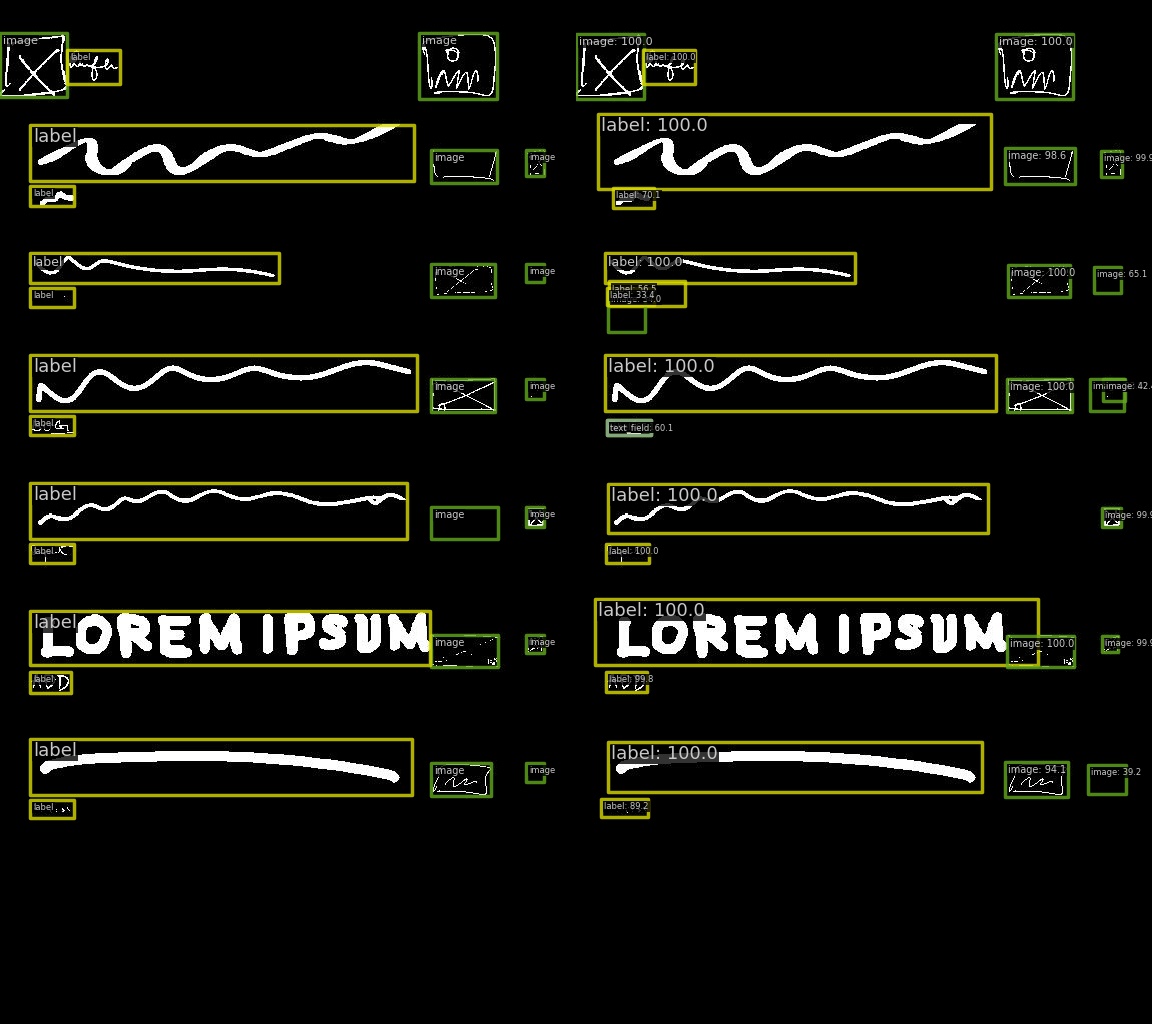 image image image: 100.0 image: 100.0
label label: 100.0
label label: 100.0
image image image: 98.6 image: 99.9
label label: 70.1
label label: 100.0
image image image: 100.0 image: 65.1
label label: 56.5
label: 33.4
label label: 100.0
image image image: 100.0 image: 42.
label text_field: 60.1
label label: 100.0
image image image: 99.9
label label: 100.0
label label: 100.0
LOREM IPSUM LOREM IPSUM
image image image: 100.0 image: 99.9
label label: 99.8
label label: 100.0
image image image: 94.1 image: 39.2
label label: 89.2